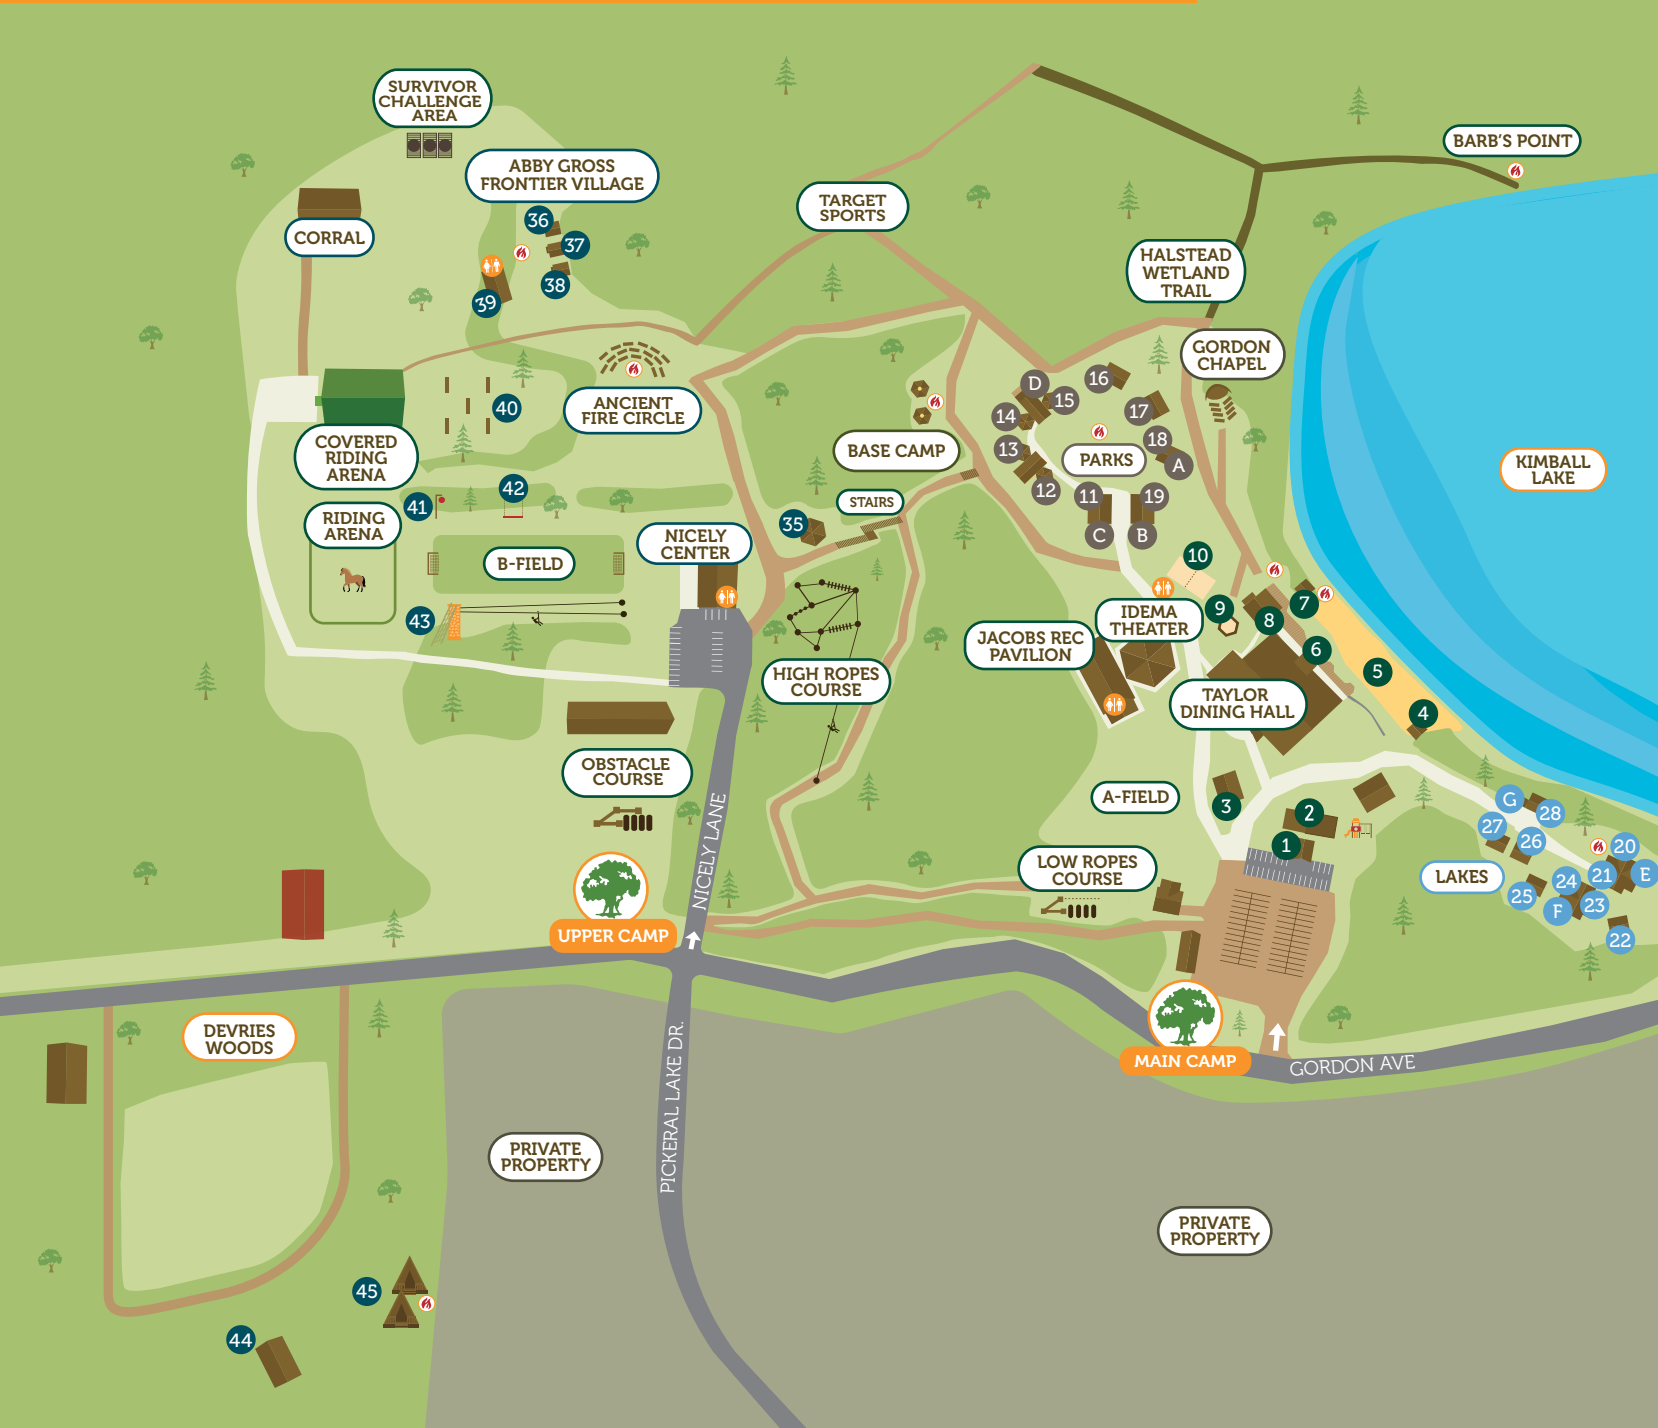 SURVIVOR
CHALLENGE
AREA
BARB'S POINT
ABBY GROSS
FRONTIER VILLAGE
TARGET
SPORTS
36
CORRAL
37
38
39
HALSTEAD
WETLAND
TRAIL
GORDON
CHAPEL
D
16
15
14
17
40
ANCIENT
FIRE CIRCLE
COVERED
RIDING
ARENA
BASE CAMP
13
PARKS
18
A
KIMBALL
LAKE
12
11
19
C
B
42
41
STAIRS
35
RIDING
ARENA
NICELY
CENTER
B-FIELD
10
43
9
7
8
IDEMA
THEATER
JACOBS REC
PAVILION
6
5
HIGH ROPES
COURSE
TAYLOR
DINING HALL
4
OBSTACLE
COURSE
A-FIELD
3
2
1
G
28
27
26
20
LAKES
21
E
24
25
F
23
22
NICELY LANE
LOW ROPES
COURSE
UPPER CAMP
DEVRIES
WOODS
MAIN CAMP
GORDON AVE
PICKERAL LAKE DR.
PRIVATE
PROPERTY
PRIVATE
PROPERTY
45
44